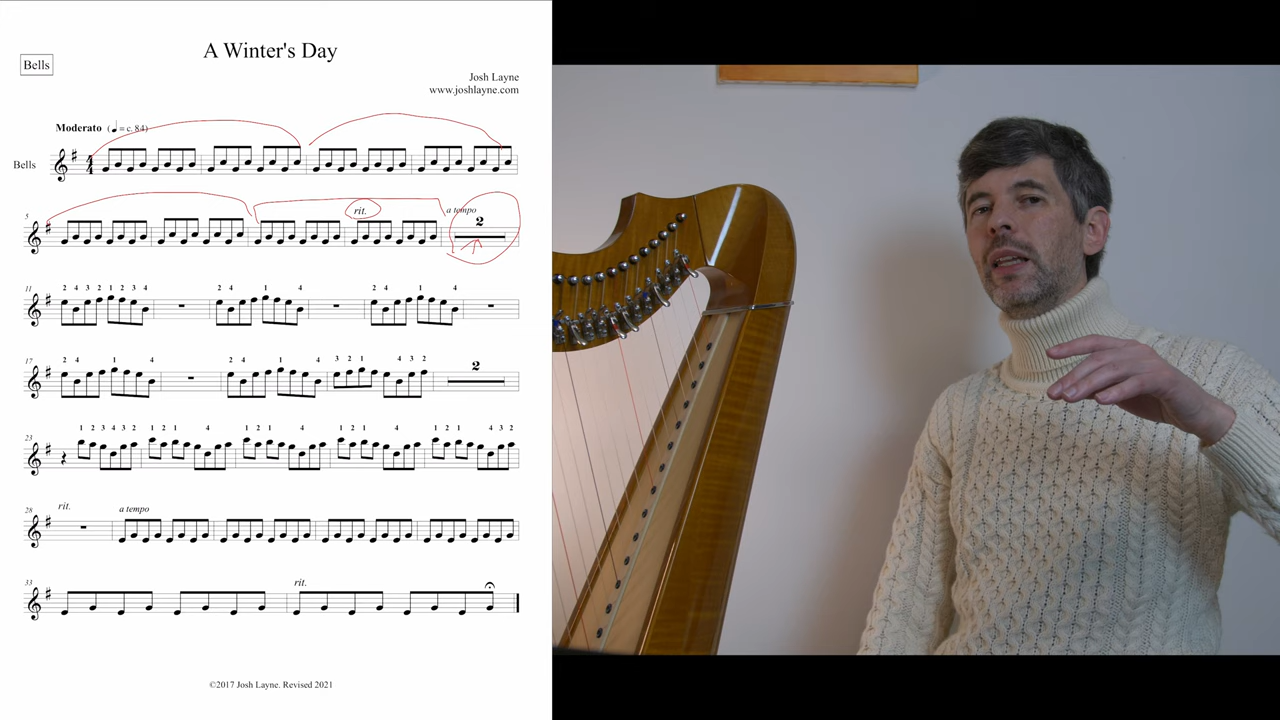 A Winter's Day
Bells
Josh Layne
www.joshlayne.com
Moderato (♩= c. 84)
Bells
4
4
5
rit.
a tempo
2
11
2 4 3 2 1 2 3 4
2 4 1 4
2 4 1 4
17
2 4 1 4
2 4 1 4
3 2 1 4 3 2
2
23
1 2 3 4 3 2
1 2 1 4
1 2 1 4
1 2 1 4
1 2 1 4 3 2
28
rit.
a tempo
33
rit.
©2017 Josh Layne. Revised 2021